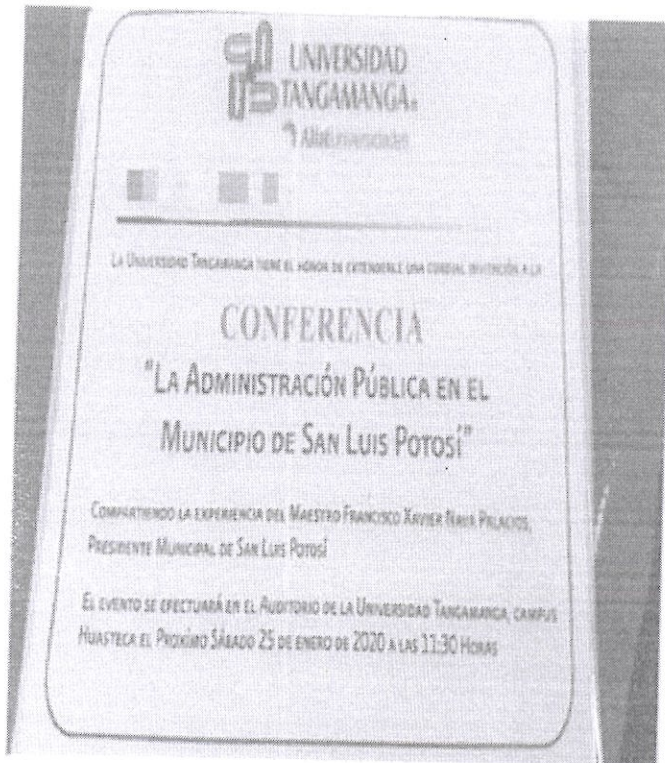 UNIVERSIDAD
TANGAMANGA®
Aliat Universidades
LA UNIVERSIDAD TANGAMANGA TIENE EL HONOR DE EXTENDERLE UNA CORDIAL INVITACIÓN A LA
CONFERENCIA
"LA ADMINISTRACIÓN PÚBLICA EN EL
MUNICIPIO DE SAN LUIS POTOSÍ"
COMPARTIENDO LA EXPERIENCIA DEL MAESTRO FRANCISCO XAVIER NAVA PALACIOS,
PRESIDENTE MUNICIPAL DE SAN LUIS POTOSÍ
EL EVENTO SE EFECTUARÁ EN EL AUDITORIO DE LA UNIVERSIDAD TANGAMANGA, CAMPUS
HUASTECA EL PROXIMO SÁBADO 25 DE ENERO DE 2020 A LAS 11:30 HORAS